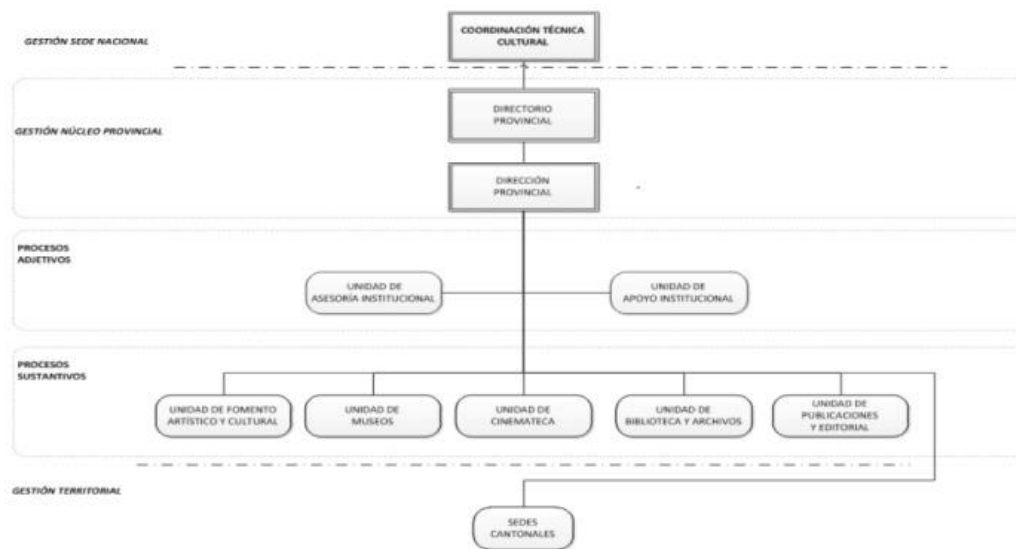 COORDINACIÓN TÉCNICA
CULTURAL
GESTIÓN SEDE NACIONAL
DIRECTORIO
PROVINCIAL
GESTIÓN NÚCLEO PROVINCIAL
DIRECCIÓN
PROVINCIAL
PROCESOS
ADJETIVOS
UNIDAD DE
ASESORÍA INSTITUCIONAL
UNIDAD DE
APOYO INSTITUCIONAL
PROCESOS
SUSTANTIVOS
UNIDAD DE FOMENTO
ARTÍSTICO Y CULTURAL
UNIDAD DE
MUSEOS
UNIDAD DE
CINEMATECA
UNIDAD DE
BIBLIOTECA Y ARCHIVOS
UNIDAD DE
PUBLICACIONES
Y EDITORIAL
GESTIÓN TERRITORIAL
SEDES
CANTONALES